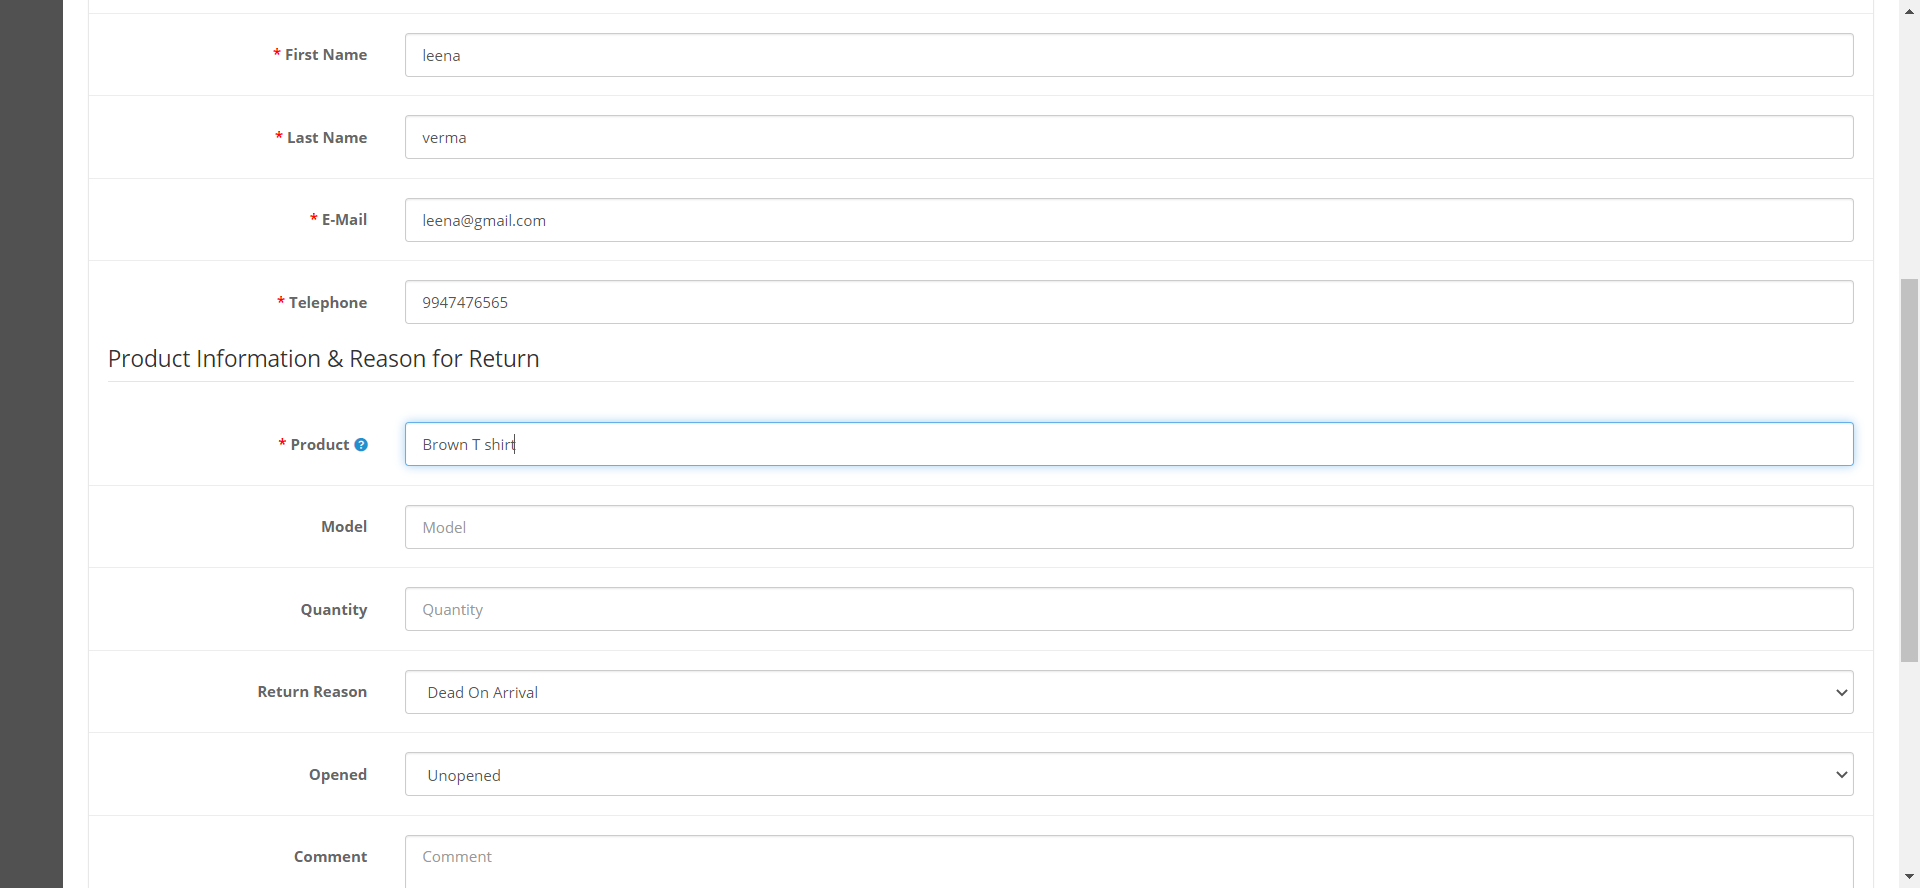 * First Name
leena
* Last Name
verma
* E-Mail
leena@gmail.com
* Telephone
9947476565
Product Information & Reason for Return
* Product ?
Brown T shirt
Model
Model
Quantity
Quantity
Return Reason
Dead On Arrival
Opened
Unopened
Comment
Comment